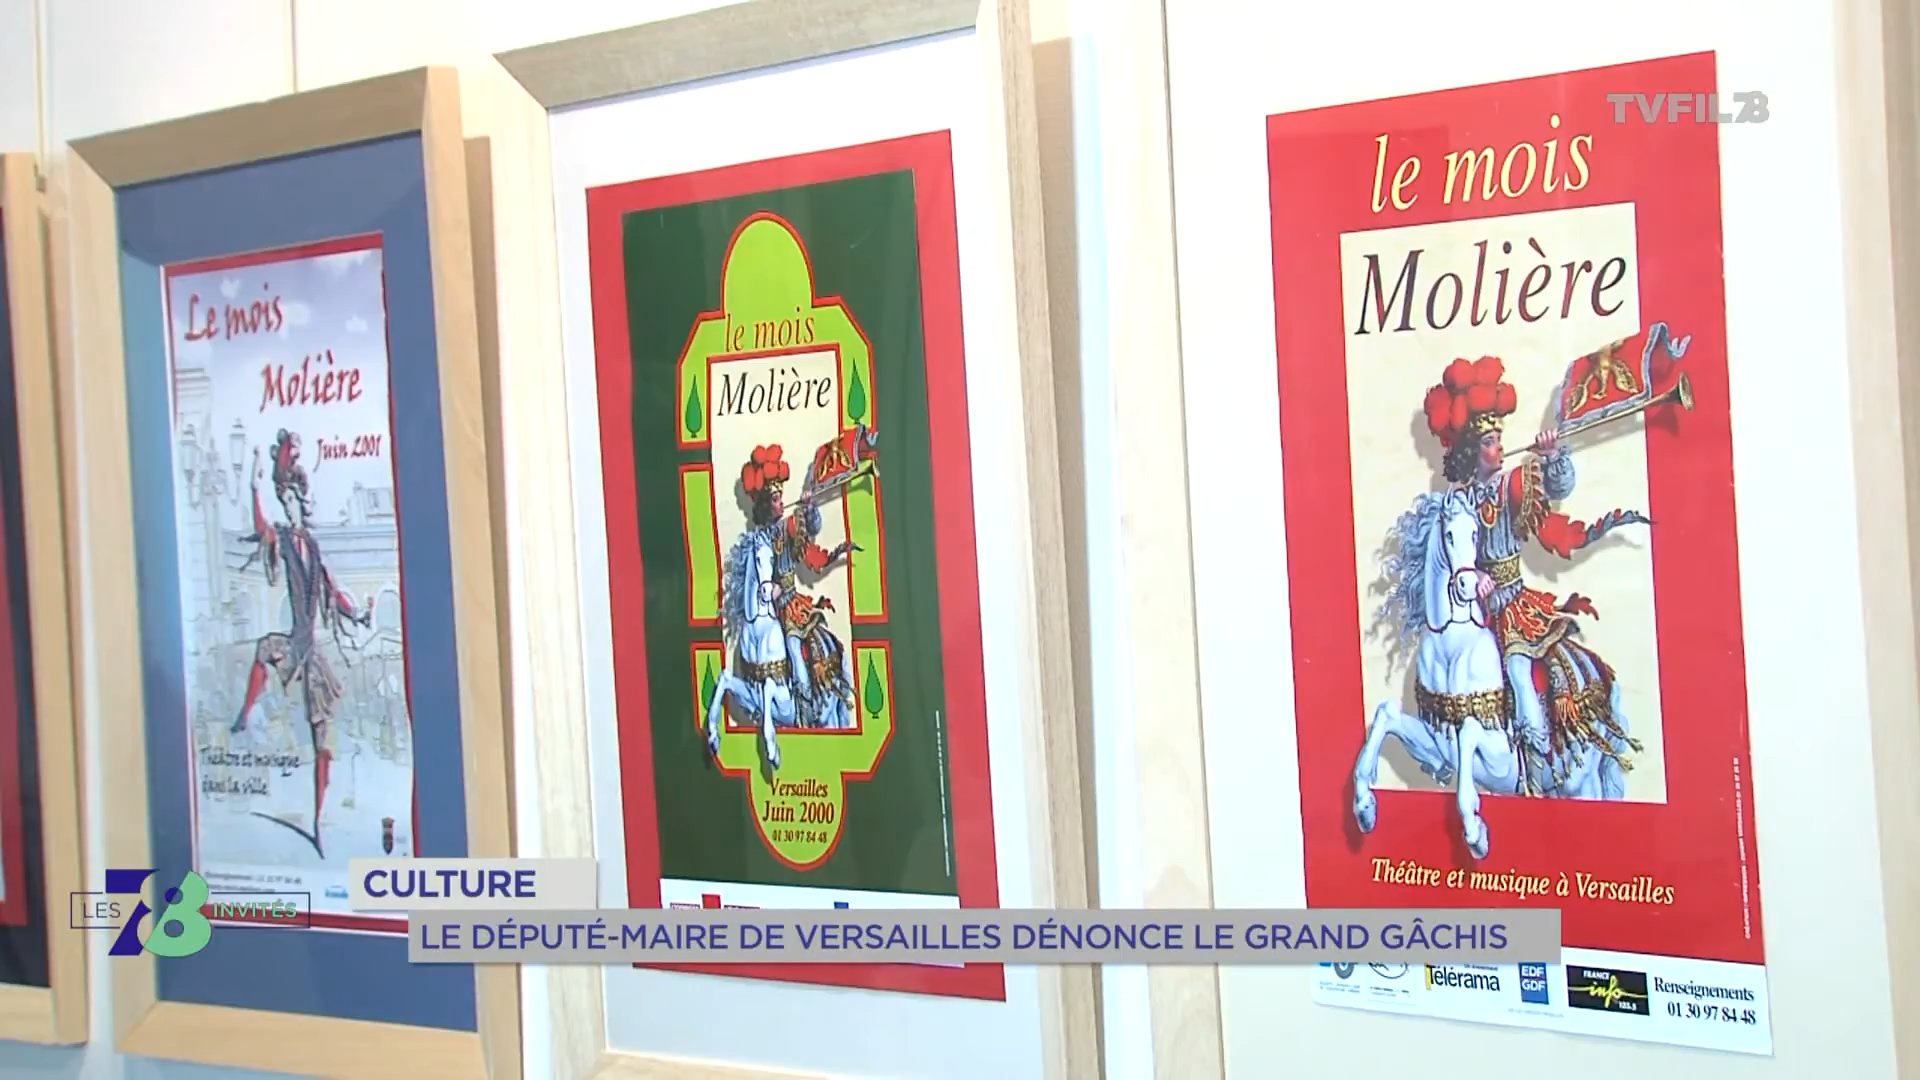 TVFIL78
Le mois
Molière
Juin 2001
Théâtre et musique
dans la ville
le mois
Molière
Versailles
Juin 2000
01 30 97 84 48
le mois
Molière
Théâtre et musique à Versailles
Télérama
EDF
GDF
FRANCE
info
Renseignements
01 30 97 84 48
LES 78 INVITÉS
CULTURE
LE DÉPUTÉ-MAIRE DE VERSAILLES DÉNONCE LE GRAND GÂCHIS